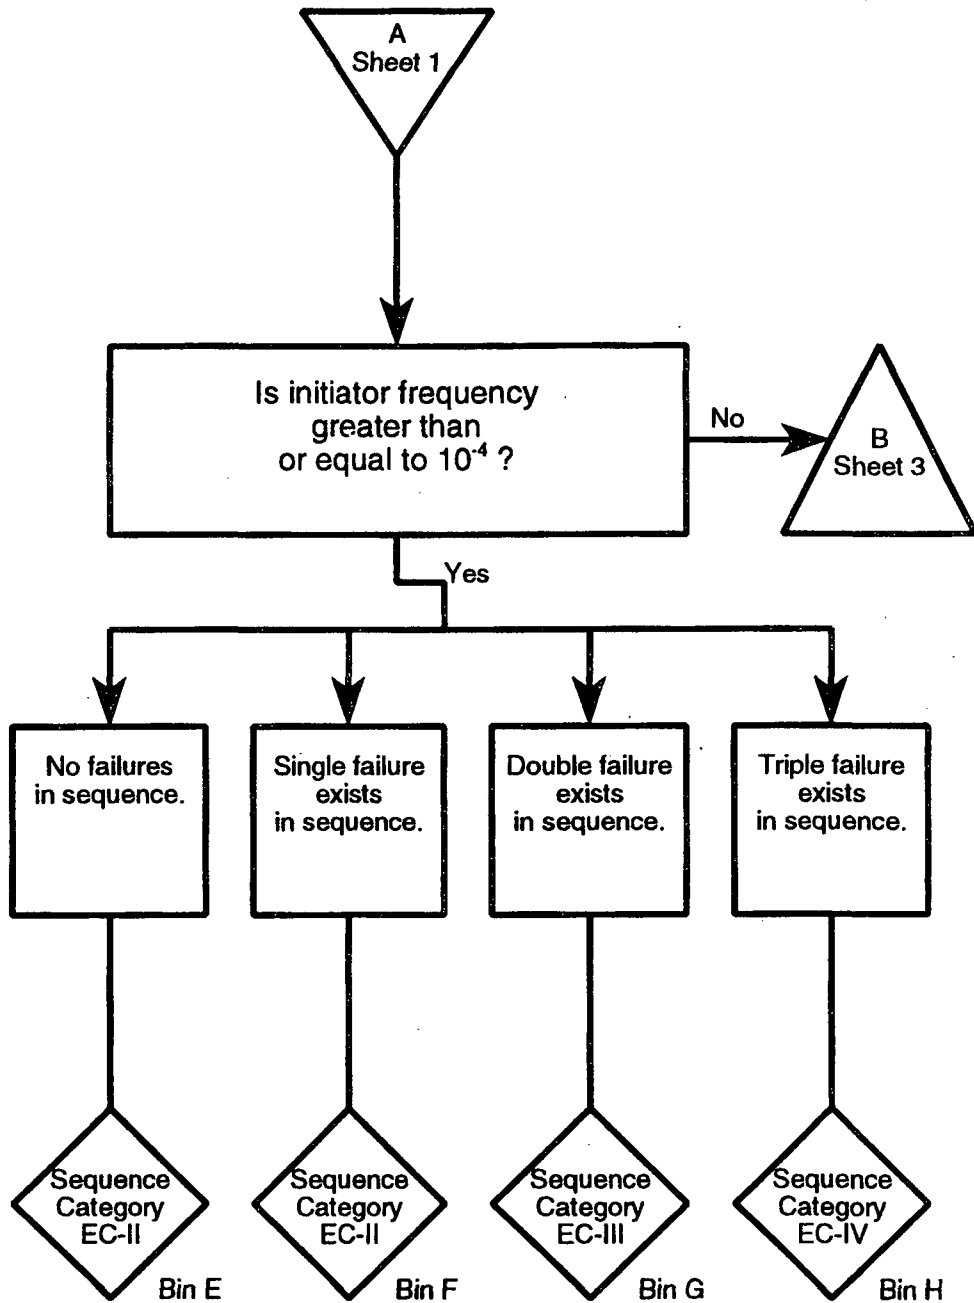 A
Sheet 1
Is initiator frequency
greater than
or equal to 10⁻⁴ ?
No
B
Sheet 3
Yes
No failures
in sequence.
Single failure
exists
in sequence.
Double failure
exists
in sequence.
Triple failure
exists
in sequence.
Sequence
Category
EC-II
Bin E
Sequence
Category
EC-II
Bin F
Sequence
Category
EC-III
Bin G
Sequence
Category
EC-IV
Bin H